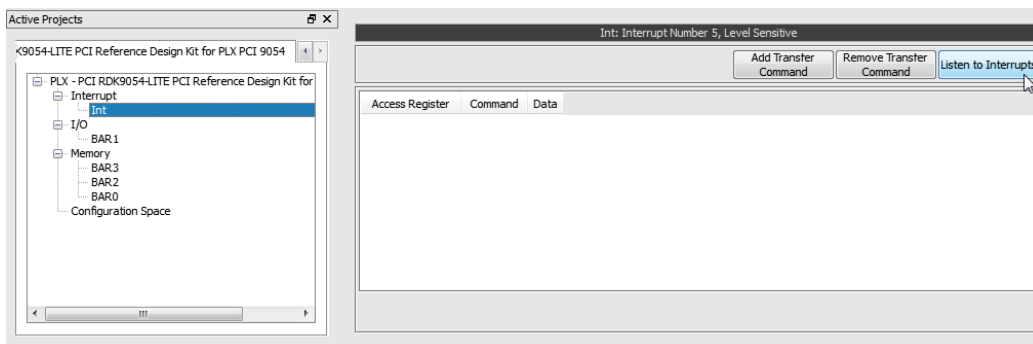 Active Projects
K9054-LITE PCI Reference Design Kit for PLX PCI 9054
PLX - PCI RDK9054-LITE PCI Reference Design Kit for
Interrupt
Int
I/O
BAR1
Memory
BAR3
BAR2
BAR0
Configuration Space
Int: Interrupt Number 5, Level Sensitive
Add Transfer
Command
Remove Transfer
Command
Listen to Interrupts
Access Register Command Data